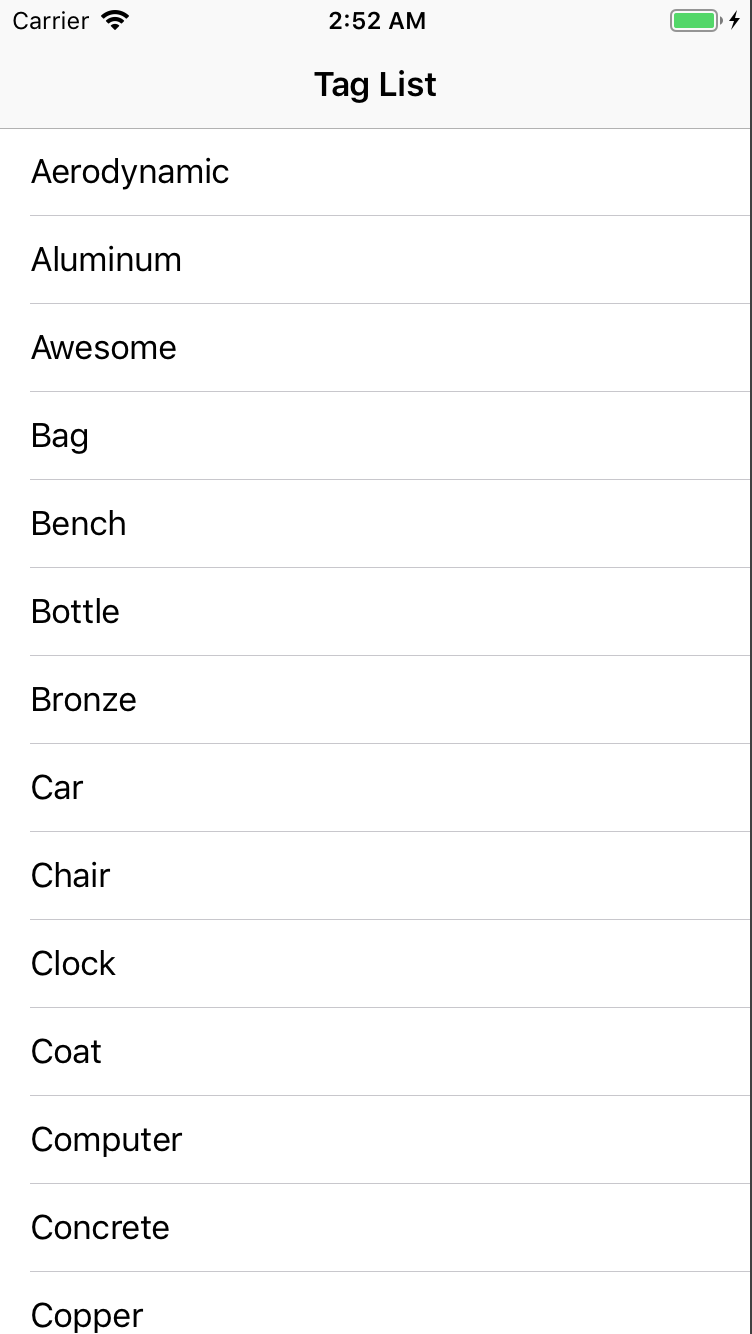 Carrier 2:52 AM
Tag List
Aerodynamic
Aluminum
Awesome
Bag
Bench
Bottle
Bronze
Car
Chair
Clock
Coat
Computer
Concrete
Copper